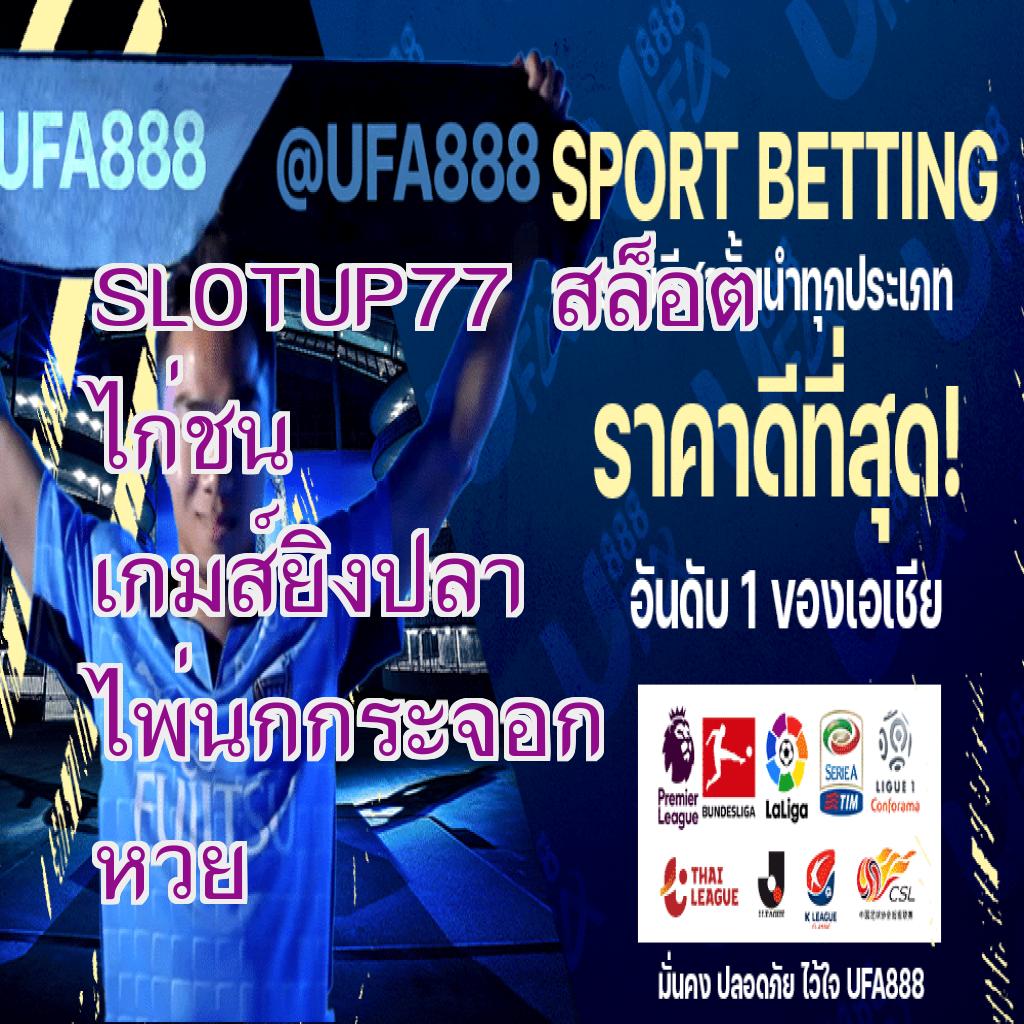 UFA888
@UFA888
SPORT BETTING
นำทุกประเภท
SLOTUP77 สล็อต
ไก่ชน
เกมส์ยิงปลา
ไพ่นกกระจอก
หวย
ราคาดีที่สุด!
อันดับ 1 ของเอเชีย
FUJITSU
Premier League
BUNDESLIGA
LaLiga
SERIE A
TIM
LIGUE 1
Conforama
THAI LEAGUE
J.LEAGUE
K LEAGUE
CSL
มั่นคง ปลอดภัย ไว้ใจ UFA888